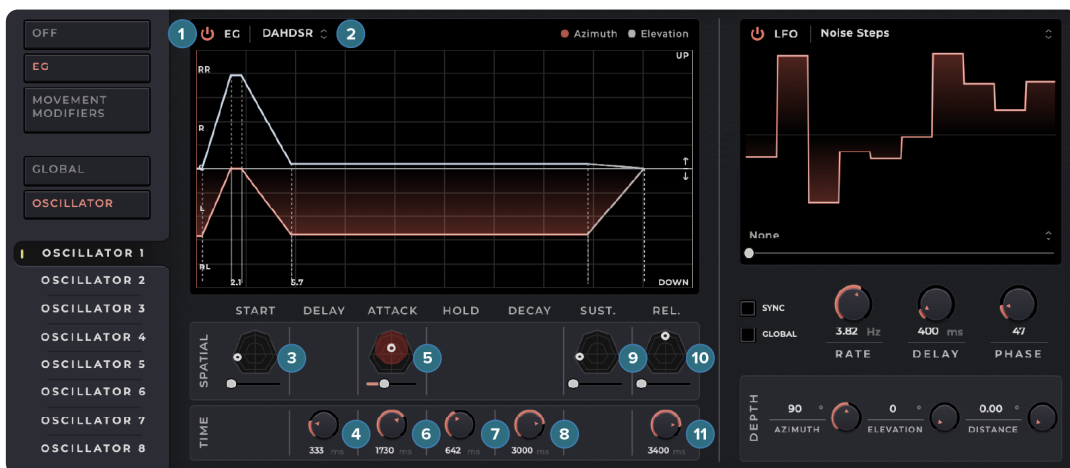 OFF
EG
MOVEMENT
MODIFIERS
GLOBAL
OSCILLATOR
OSCILLATOR 1
OSCILLATOR 2
OSCILLATOR 3
OSCILLATOR 4
OSCILLATOR 5
OSCILLATOR 6
OSCILLATOR 7
OSCILLATOR 8
1 EG DAHDSR 2 Azimuth Elevation
UP
RR
R
C
L
RL
2.1 5.7 DOWN
START DELAY ATTACK HOLD DECAY SUST. REL.
SPATIAL
3 5 9 10
TIME
4 6 7 8 11
333 ms 1730 ms 642 ms 3000 ms 3400 ms
LFO Noise Steps
None
SYNC
GLOBAL
3.82 Hz 400 ms 47
RATE DELAY PHASE
DEPTH
90 ° 0 ° 0.00 °
AZIMUTH ELEVATION DISTANCE